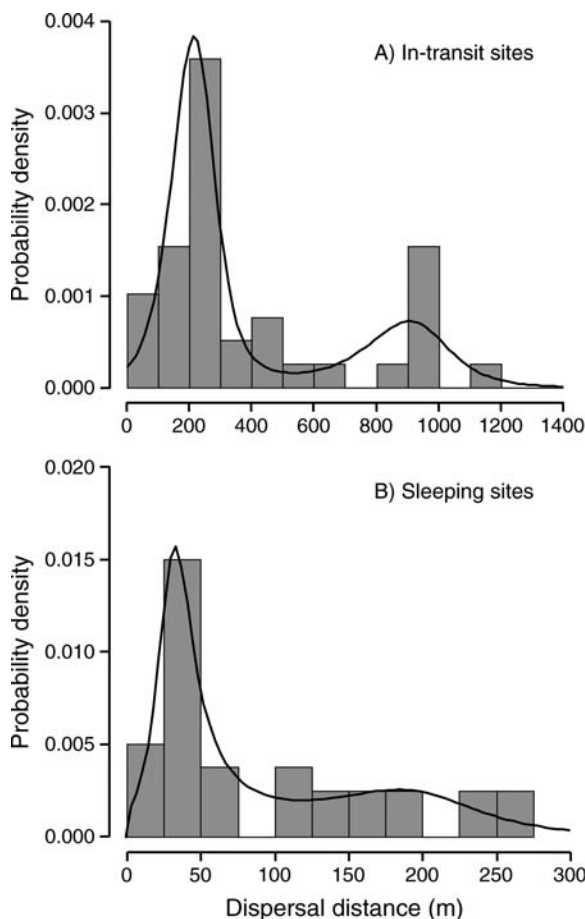 0.004
A) In-transit sites
0.003
0.002
0.001
0.000
Probability density
0 200 400 600 800 1000 1200 1400
0.020
B) Sleeping sites
0.015
0.010
0.005
0.000
Probability density
0 50 100 150 200 250 300
Dispersal distance (m)